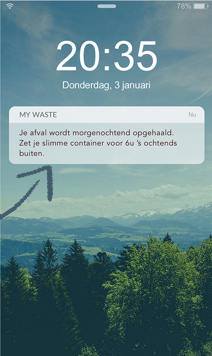 78%
20:35
Donderdag, 3 januari
MY WASTE Nu
Je afval wordt morgenochtend opgehaald.
Zet je slimme container voor 6u 's ochtends
buiten.